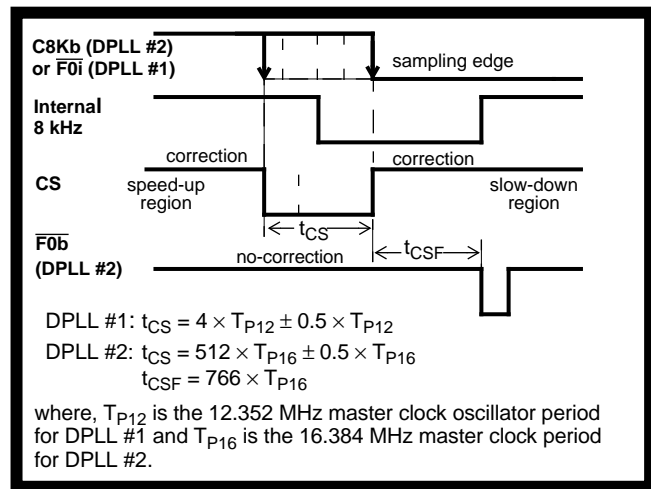 C8Kb (DPLL #2)
or F̅0̅i̅ (DPLL #1)
sampling edge
Internal
8 kHz
correction
correction
CS
speed-up
region
slow-down
region
tCS
F̅0̅b̅
(DPLL #2)
no-correction
tCSF
DPLL #1: tCS = 4 × TP12 ± 0.5 × TP12
DPLL #2: tCS = 512 × TP16 ± 0.5 × TP16
tCSF = 766 × TP16
where, TP12 is the 12.352 MHz master clock oscillator period
for DPLL #1 and TP16 is the 16.384 MHz master clock period
for DPLL #2.